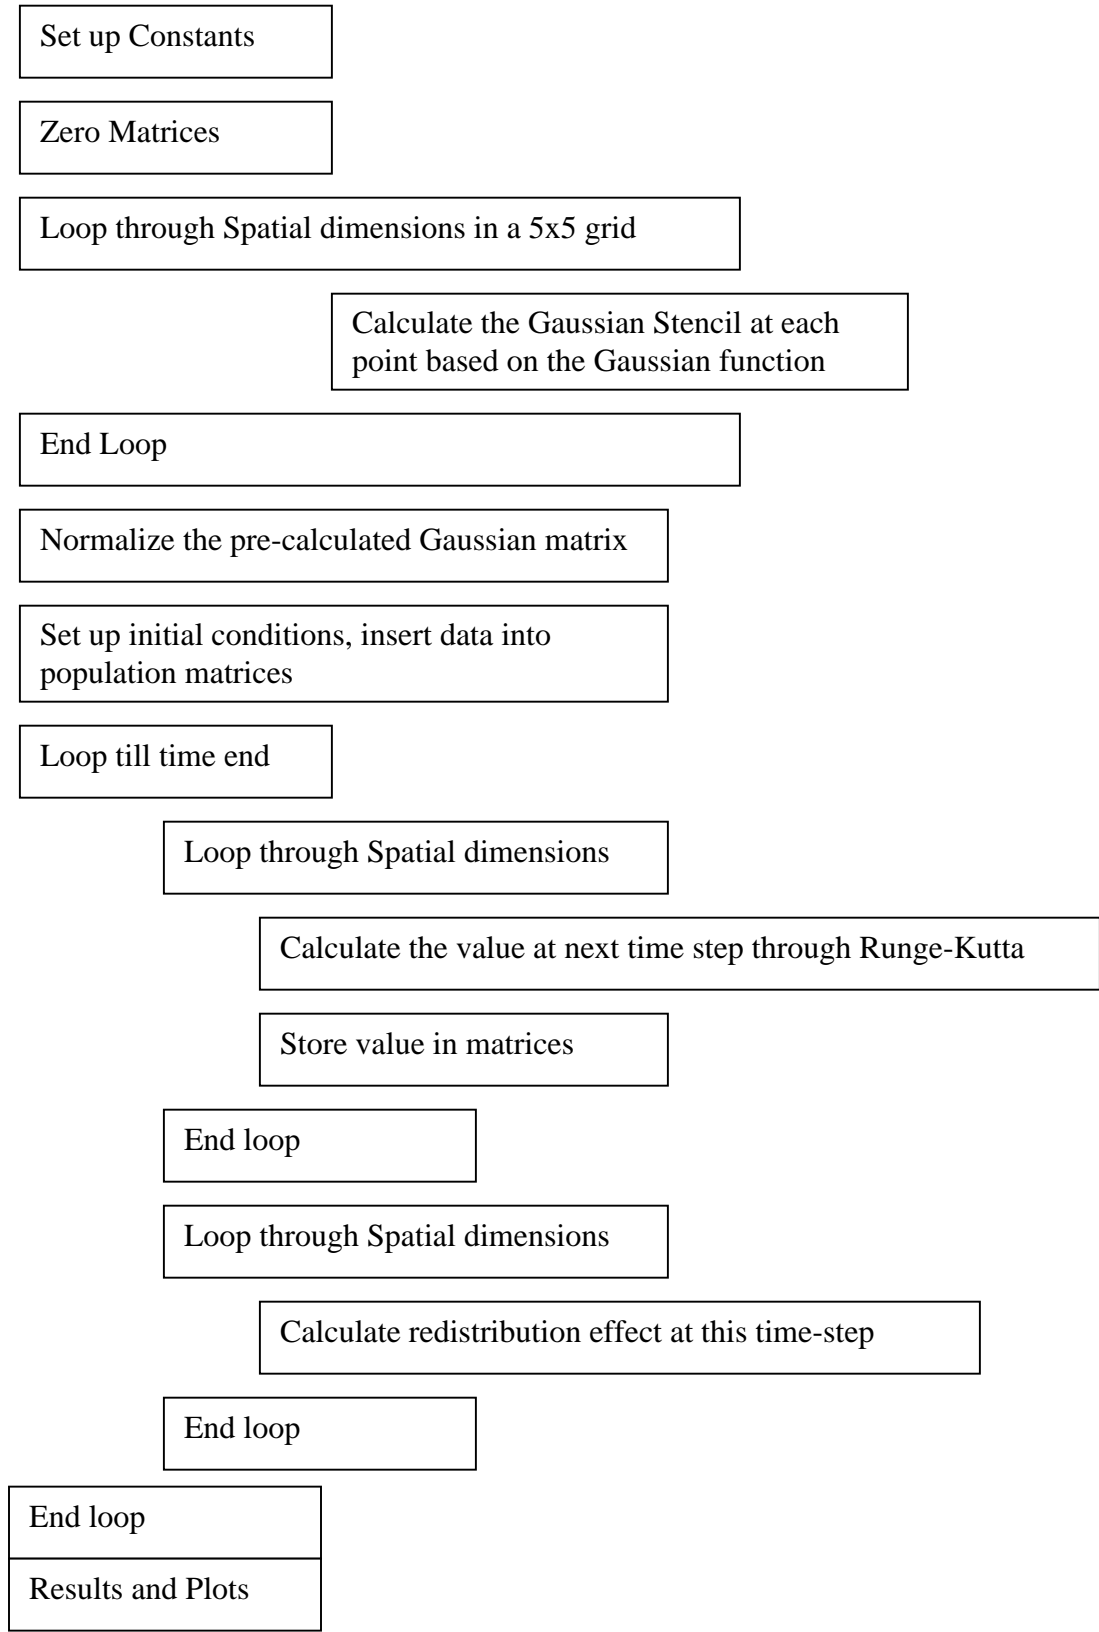 Set up Constants
Zero Matrices
Loop through Spatial dimensions in a 5x5 grid
Calculate the Gaussian Stencil at each
point based on the Gaussian function
End Loop
Normalize the pre-calculated Gaussian matrix
Set up initial conditions, insert data into
population matrices
Loop till time end
Loop through Spatial dimensions
Calculate the value at next time step through Runge-Kutta
Store value in matrices
End loop
Loop through Spatial dimensions
Calculate redistribution effect at this time-step
End loop
End loop
Results and Plots